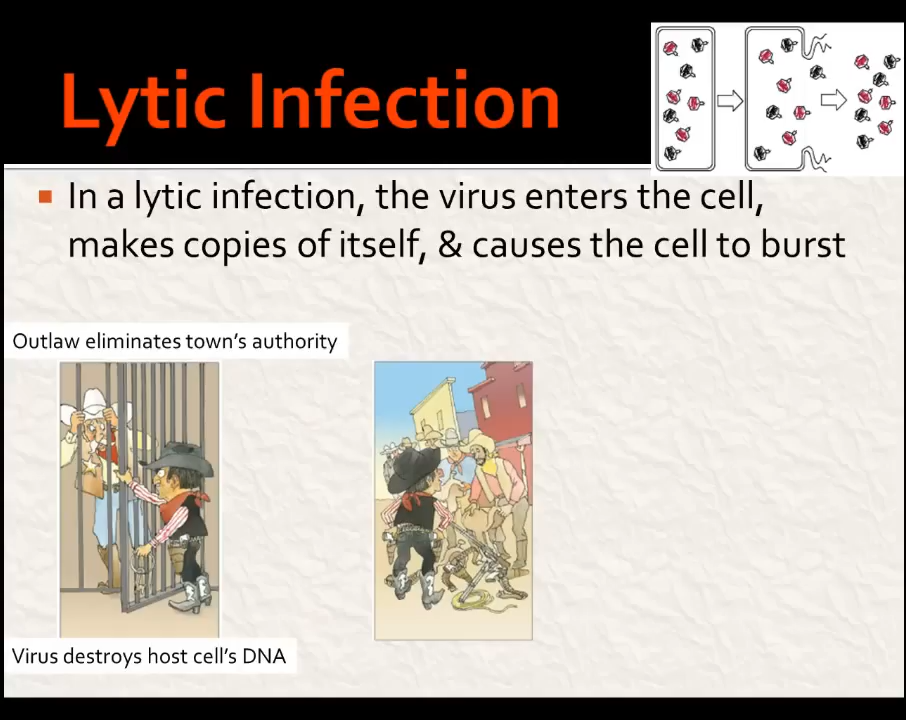 Lytic Infection
In a lytic infection, the virus enters the cell,
makes copies of itself, & causes the cell to burst
Outlaw eliminates town's authority
Virus destroys host cell's DNA